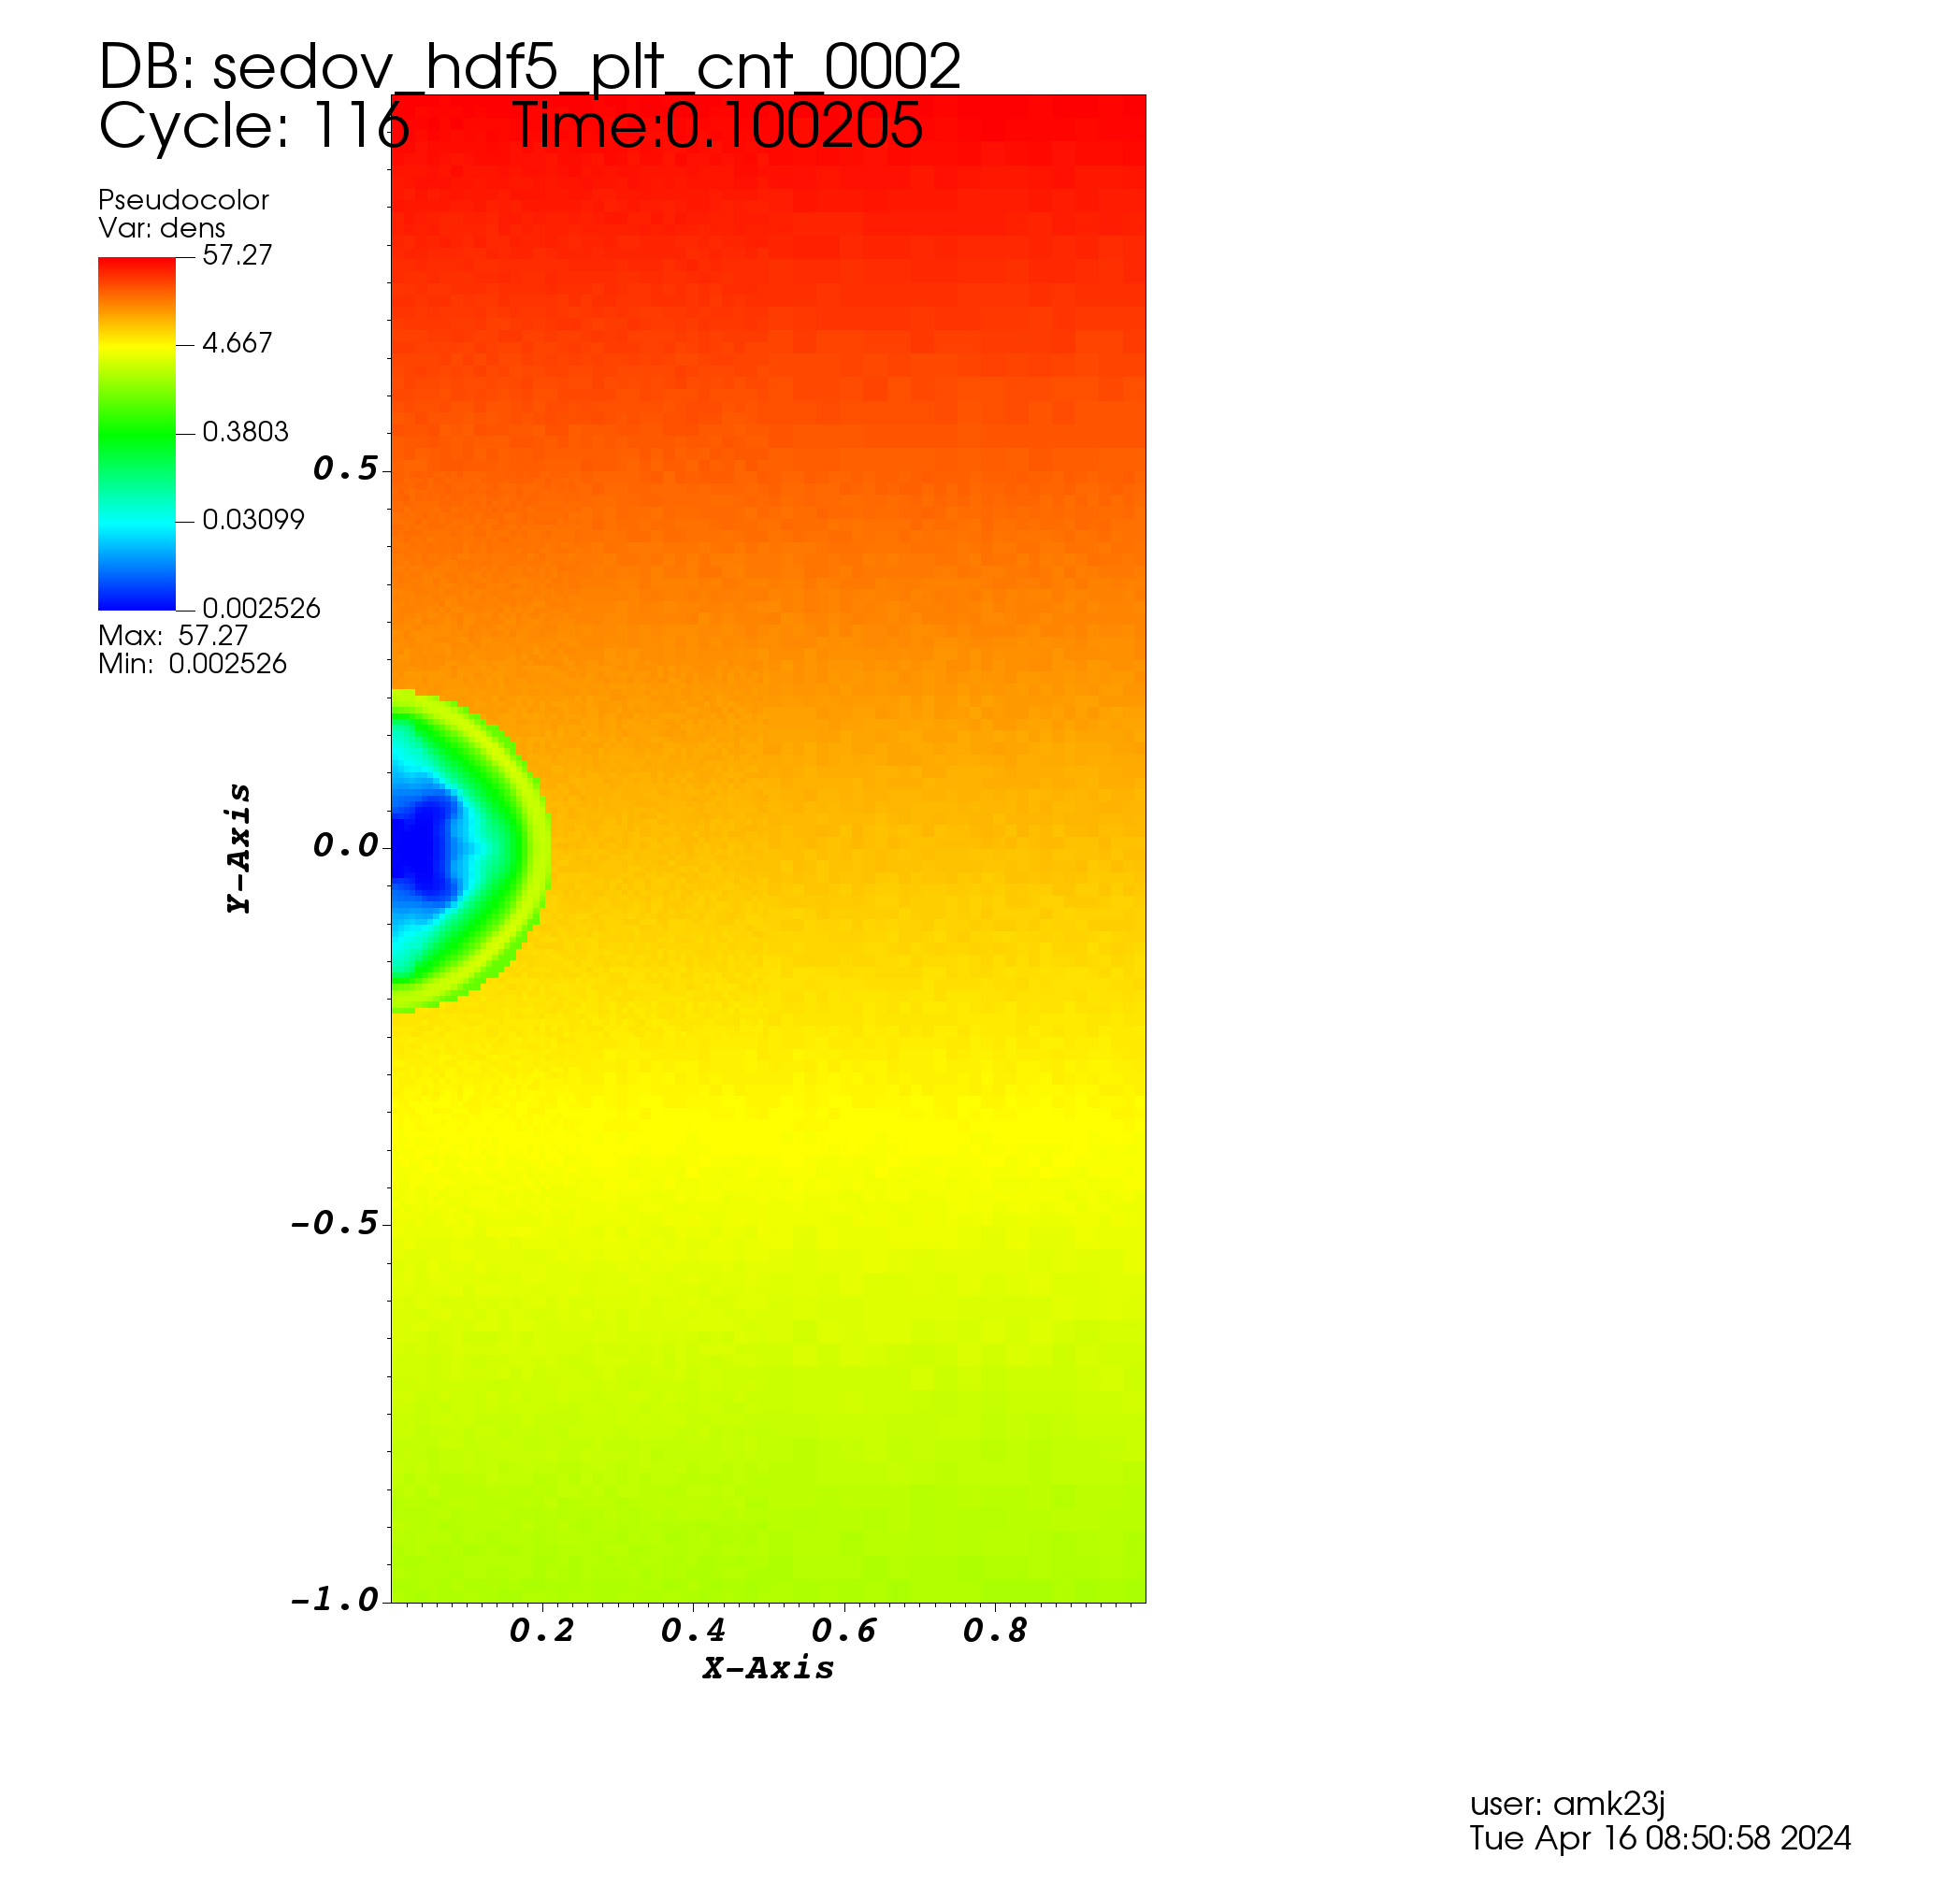 DB: sedov_hdf5_plt_cnt_0002
Cycle: 116 Time:0.100205
Pseudocolor
Var: dens
57.27
4.667
0.3803
0.03099
0.002526
Max: 57.27
Min: 0.002526
0.5
0.0
-0.5
-1.0
Y-Axis
0.2 0.4 0.6 0.8
X-Axis
user: amk23j
Tue Apr 16 08:50:58 2024